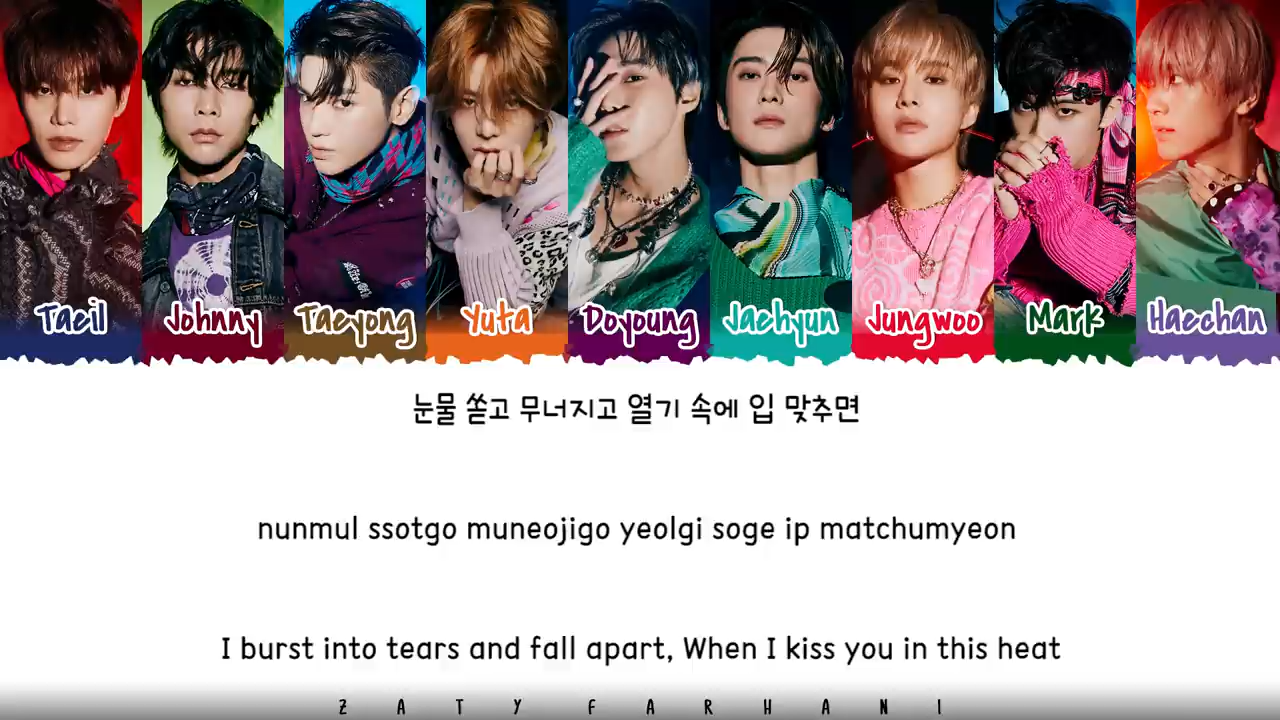 Taeil Johnny Taeyong Yuta Doyoung Jaehyun Jungwoo Mark Haechan
눈물 쏟고 무너지고 열기 속에 입 맞추면
nunmul ssotgo muneojigo yeolgi soge ip matchumyeon
I burst into tears and fall apart, When I kiss you in this heat
ZATY FARHANI